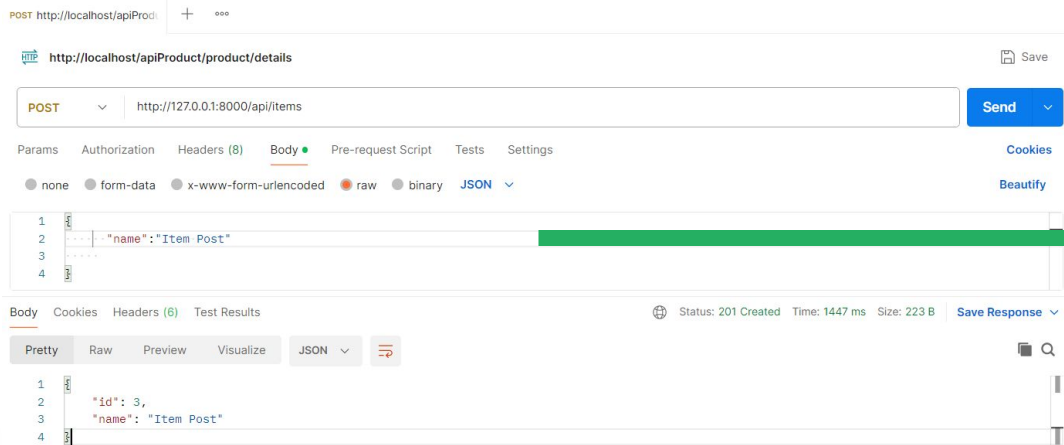 POST http://localhost/apiProdu
http://localhost/apiProduct/product/details
Save
POST http://127.0.0.1:8000/api/items
Send
Params Authorization Headers (8) Body Pre-request Script Tests Settings Cookies
none form-data x-www-form-urlencoded raw binary JSON Beautify
1 {
2 "name":"Item Post"
3
4 }
Body Cookies Headers (6) Test Results Status: 201 Created Time: 1447 ms Size: 223 B Save Response
Pretty Raw Preview Visualize JSON
1 {
2 "id": 3,
3 "name": "Item Post"
4 }